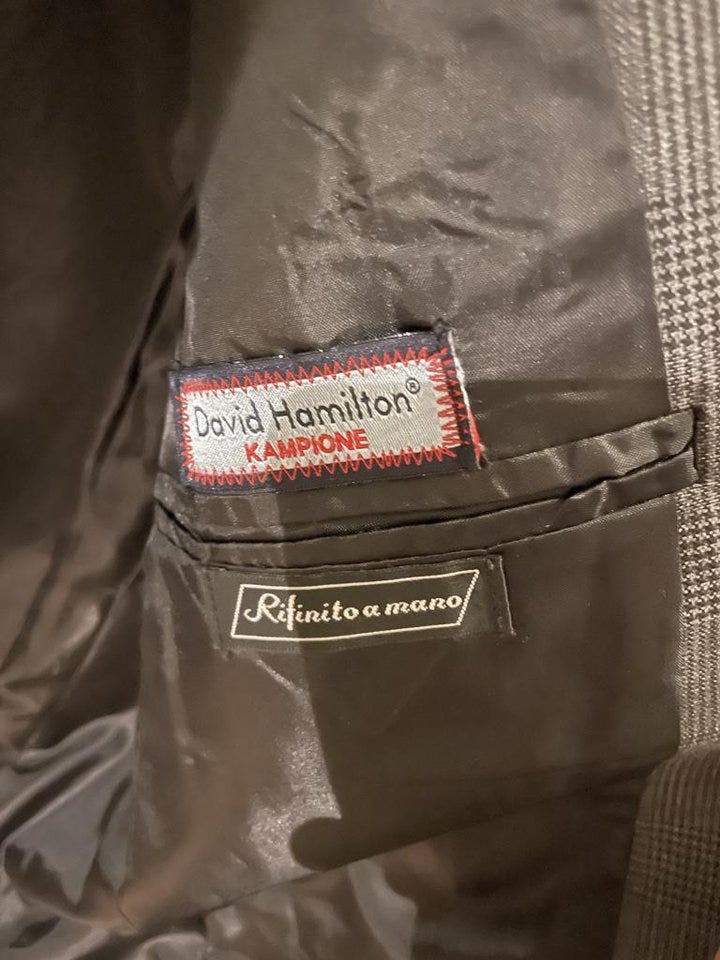 David Hamilton®
KAMPIONE
Rifinito a mano